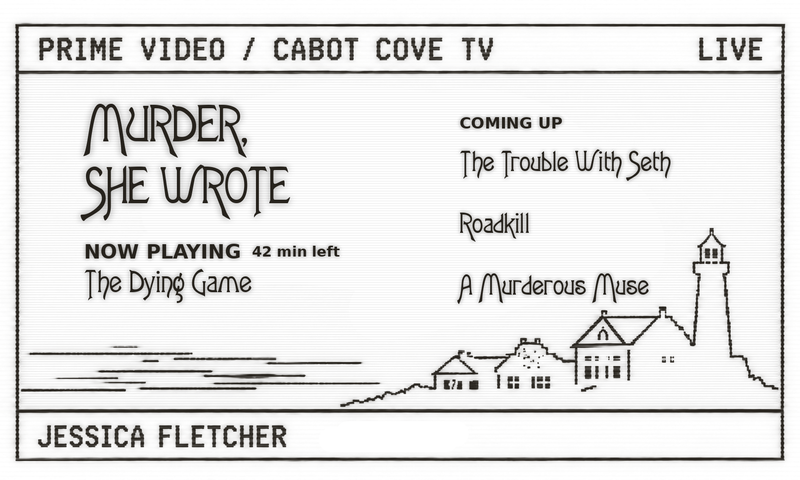 PRIME VIDEO / CABOT COVE TV LIVE
MURDER,
SHE WROTE
NOW PLAYING 42 min left
The Dying Game
COMING UP
The Trouble With Seth
Roadkill
A Murderous Muse
JESSICA FLETCHER